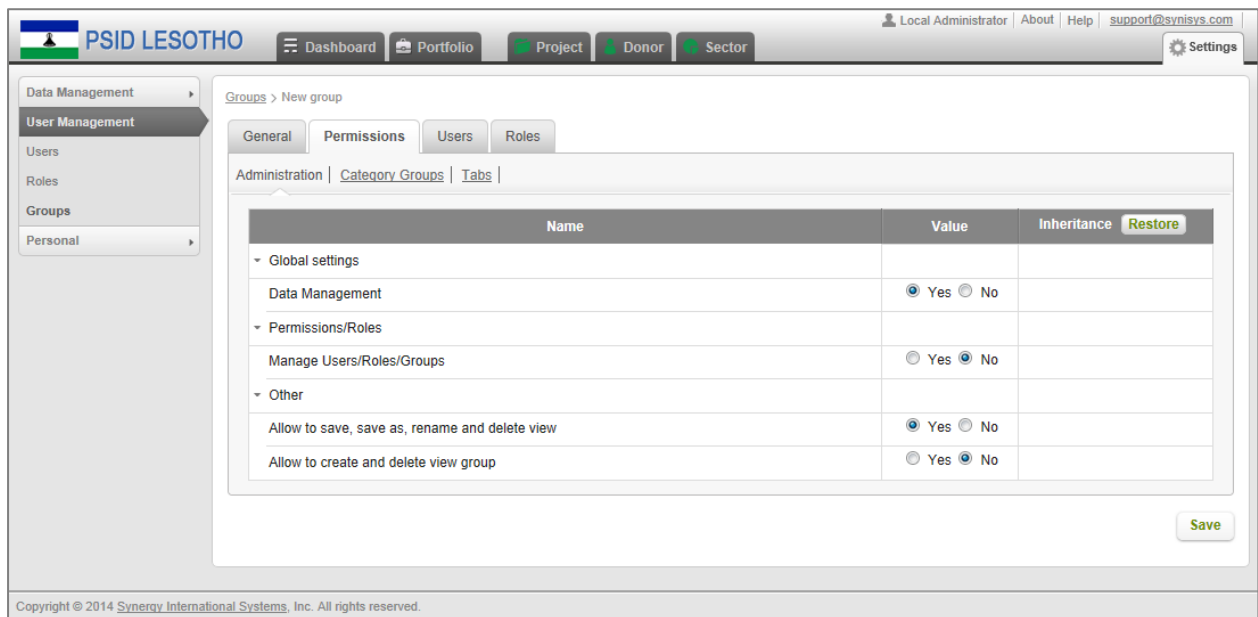 Local Administrator | About | Help | support@synisys.com |
PSID LESOTHO
Dashboard Portfolio Project Donor Sector Settings
Data Management
User Management
Users
Roles
Groups
Personal
Groups > New group
General Permissions Users Roles
Administration | Category Groups | Tabs |
Name Value Inheritance Restore
Global settings
Data Management Yes No
Permissions/Roles
Manage Users/Roles/Groups Yes No
Other
Allow to save, save as, rename and delete view Yes No
Allow to create and delete view group Yes No
Save
Copyright © 2014 Synergy International Systems, Inc. All rights reserved.